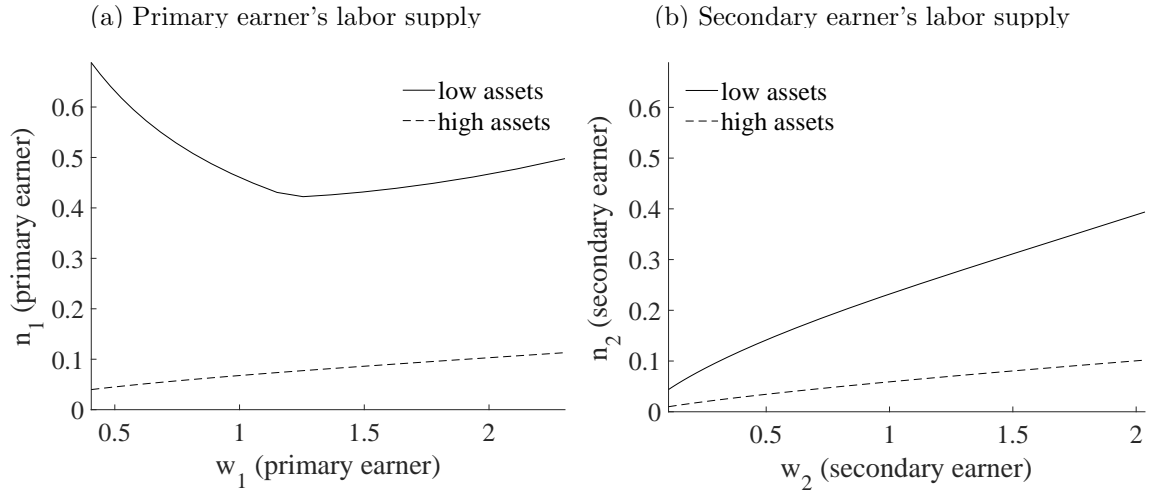 (a) Primary earner's labor supply
low assets
high assets
n1 (primary earner)
0.6
0.5
0.4
0.3
0.2
0.1
0
0.5 1 1.5 2
w1 (primary earner)
(b) Secondary earner's labor supply
low assets
high assets
n2 (secondary earner)
0.6
0.5
0.4
0.3
0.2
0.1
0
0.5 1 1.5 2
w2 (secondary earner)